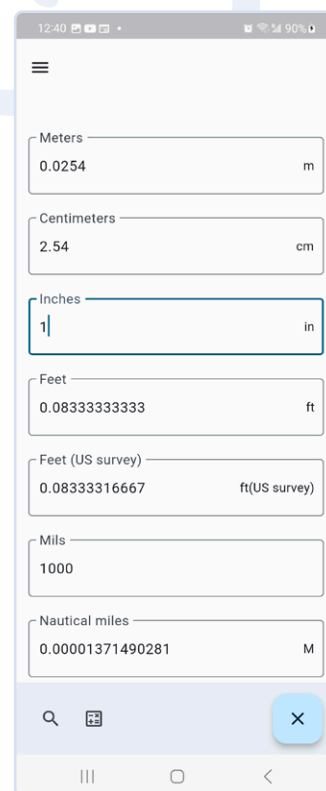 12:40
90%
Meters
0.0254 m
Centimeters
2.54 cm
Inches
1 in
Feet
0.08333333333 ft
Feet (US survey)
0.08333316667 ft(US survey)
Mils
1000
Nautical miles
0.00001371490281 M